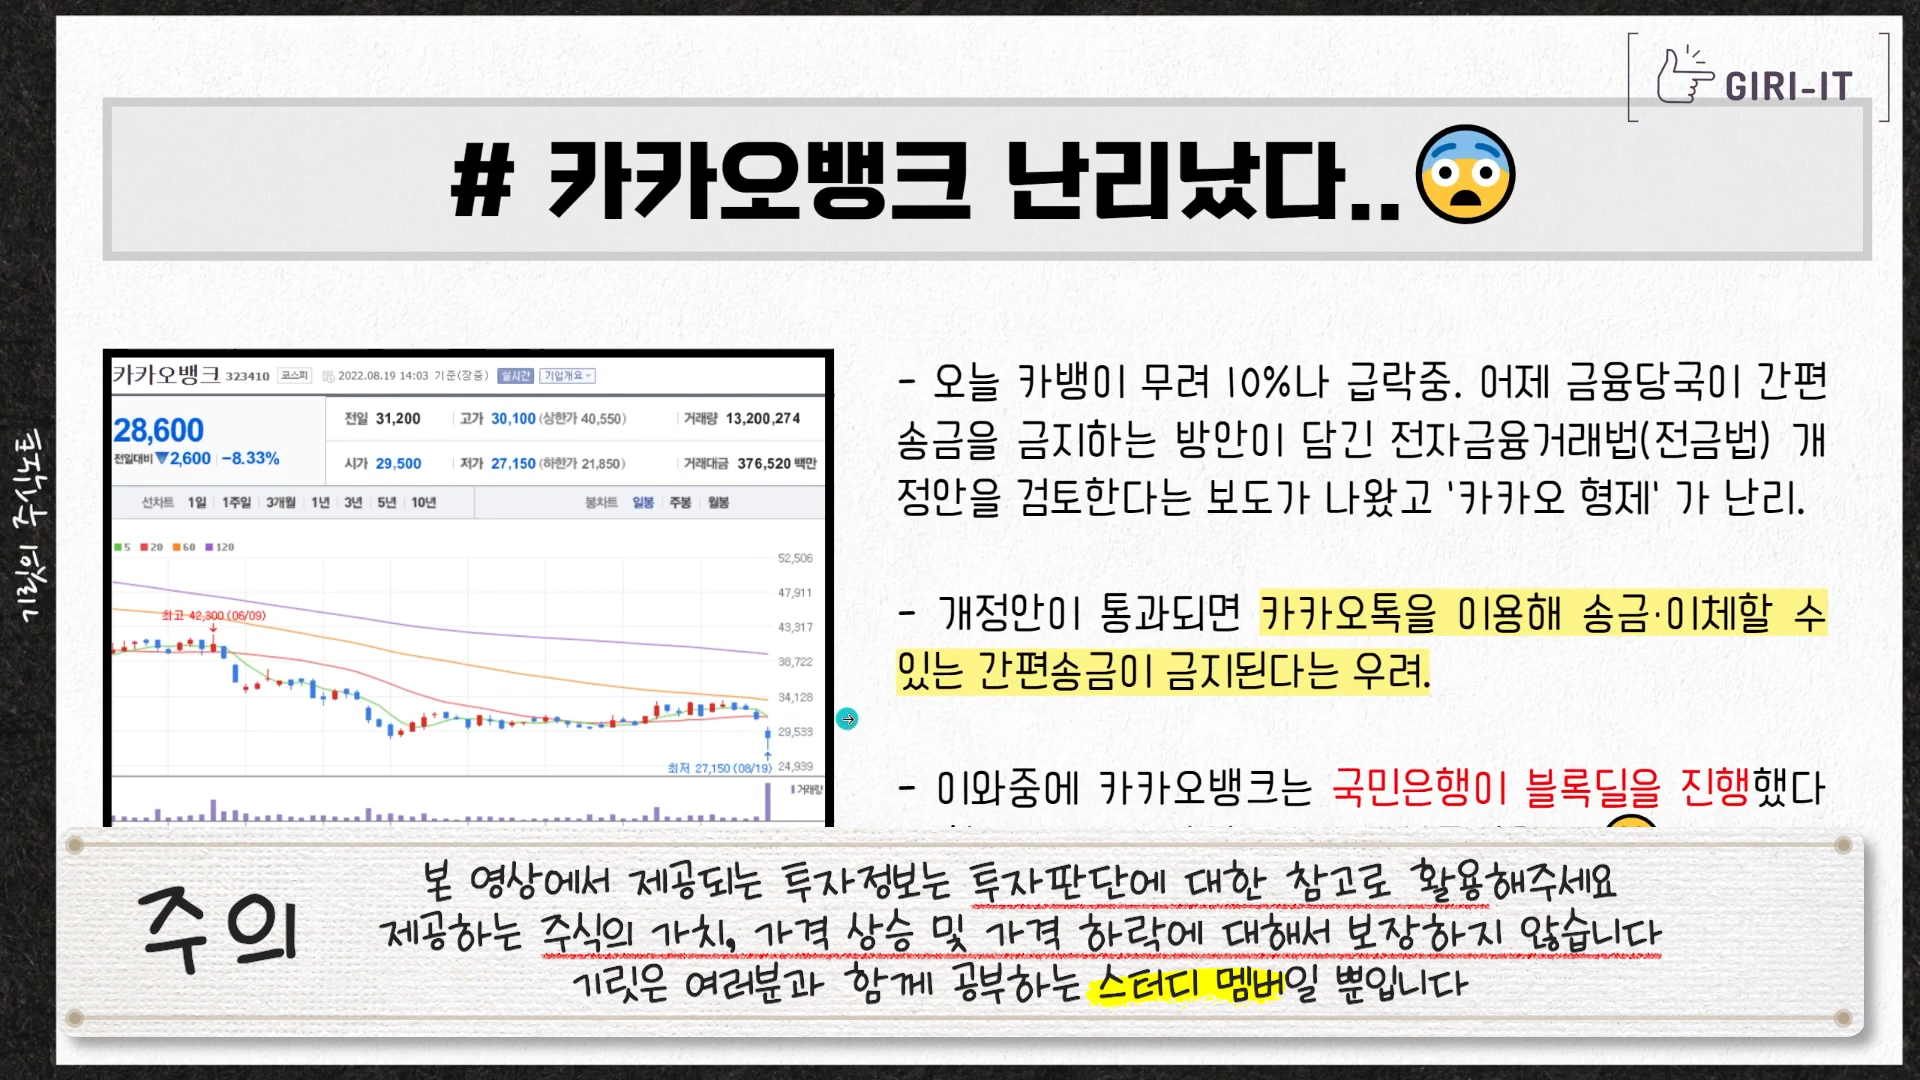 GIRI-IT
# 카카오뱅크 난리났다..
기릿의 주식노트
카카오뱅크 323410 코스피 2022.08.19 14:03 기준(장중) 실시간 기업개요
28,600
전일대비 ▼2,600 -8.33%
전일 31,200 고가 30,100 (상한가 40,550) 거래량 13,200,274
시가 29,500 저가 27,150 (하한가 21,850) 거래대금 376,520 백만
선차트 1일 1주일 3개월 1년 3년 5년 10년 봉차트 일봉 주봉 월봉
5 20 60 120
52,506
47,911
최고 42,300 (06/09)
43,317
38,722
34,128
29,533
최저 27,150 (08/19) 24,939
거래량
- 오늘 카뱅이 무려 10%나 급락중. 어제 금융당국이 간편
송금을 금지하는 방안이 담긴 전자금융거래법(전금법) 개
정안을 검토한다는 보도가 나왔고 '카카오 형제' 가 난리.
- 개정안이 통과되면 카카오톡을 이용해 송금·이체할 수
있는 간편송금이 금지된다는 우려.
- 이와중에 카카오뱅크는 국민은행이 블록딜을 진행했다
주의
본 영상에서 제공되는 투자정보는 투자판단에 대한 참고로 활용해주세요
제공하는 주식의 가치, 가격 상승 및 가격 하락에 대해서 보장하지 않습니다
기릿은 여러분과 함께 공부하는 스터디 멤버일 뿐입니다